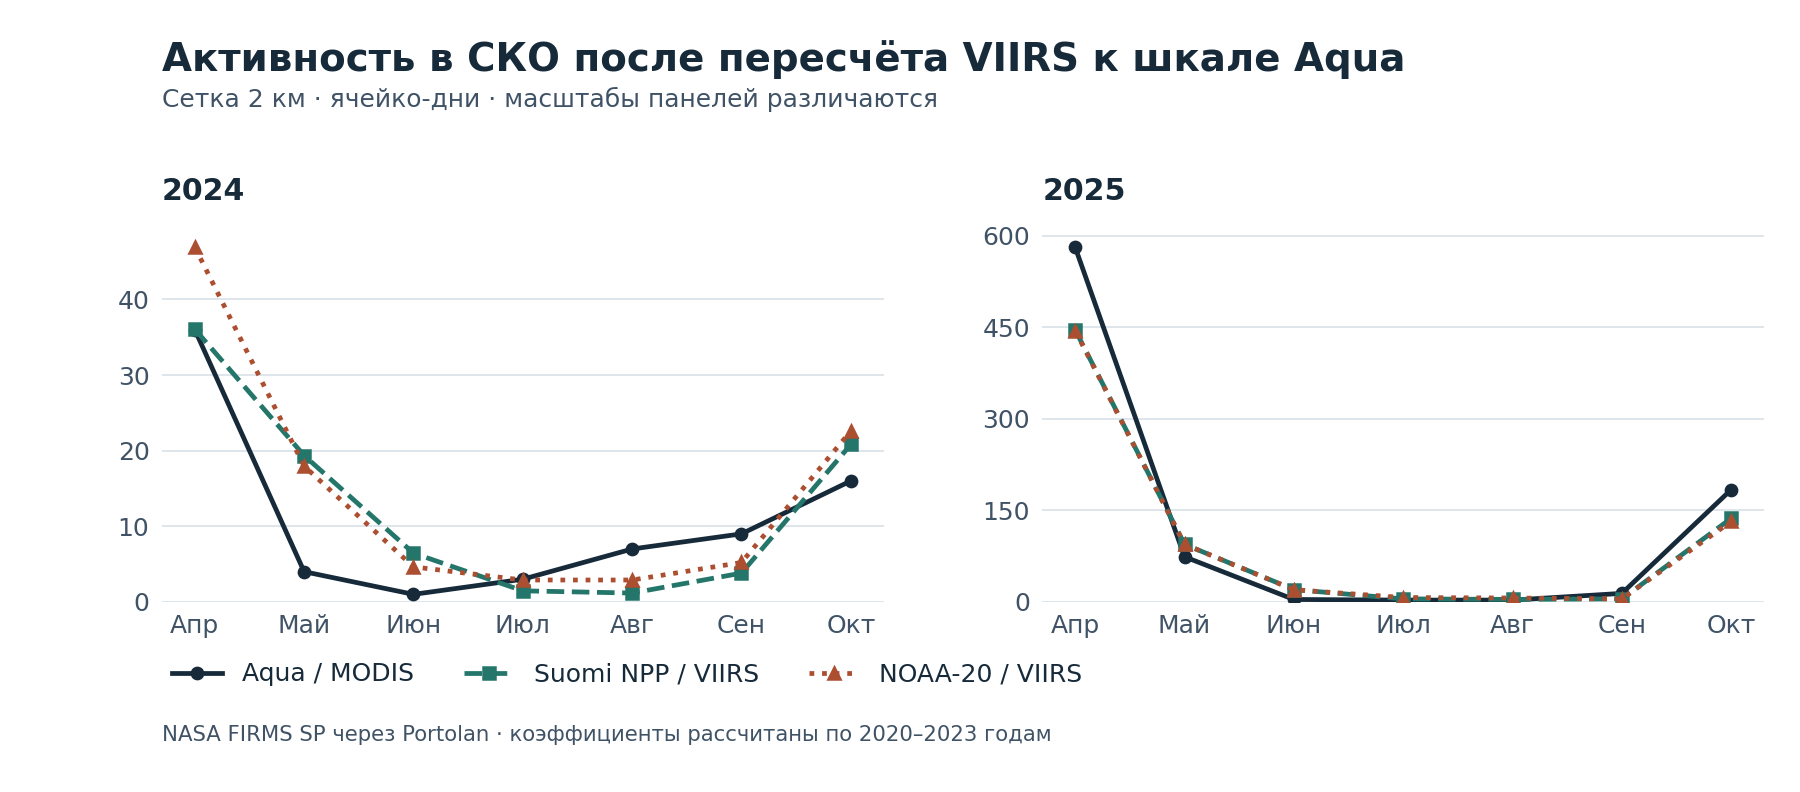 Активность в СКО после пересчёта VIIRS к шкале Aqua
Сетка 2 км · ячейко-дни · масштабы панелей различаются
2024
40
30
20
10
0
Апр Май Июн Июл Авг Сен Окт
2025
600
450
300
150
0
Апр Май Июн Июл Авг Сен Окт
Aqua / MODIS Suomi NPP / VIIRS NOAA-20 / VIIRS
NASA FIRMS SP через Portolan · коэффициенты рассчитаны по 2020–2023 годам